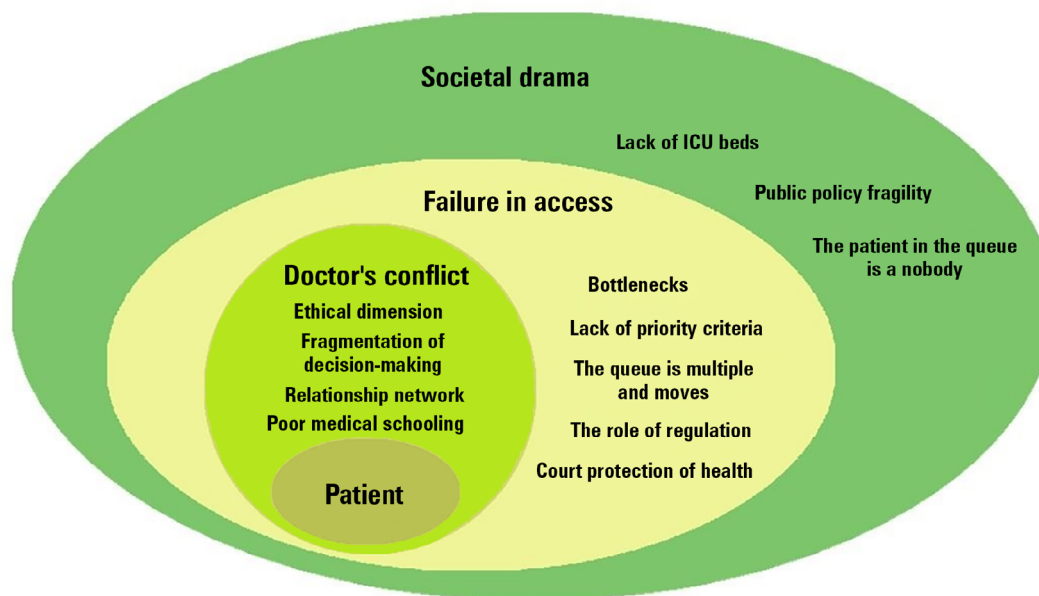 Societal drama
Lack of ICU beds
Public policy fragility
The patient in the queue
is a nobody
Failure in access
Bottlenecks
Lack of priority criteria
The queue is multiple
and moves
The role of regulation
Court protection of health
Doctor's conflict
Ethical dimension
Fragmentation of
decision-making
Relationship network
Poor medical schooling
Patient